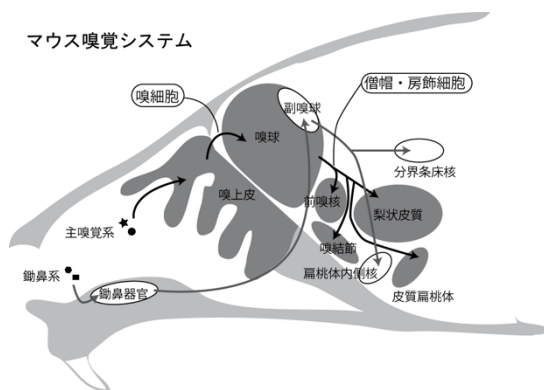 マウス嗅覚システム
嗅細胞
僧帽・房飾細胞
副嗅球
嗅球
分界条床核
嗅上皮
前嗅核
梨状皮質
主嗅覚系
嗅結節
鋤鼻系
扁桃体内側核
鋤鼻器官
皮質扁桃体